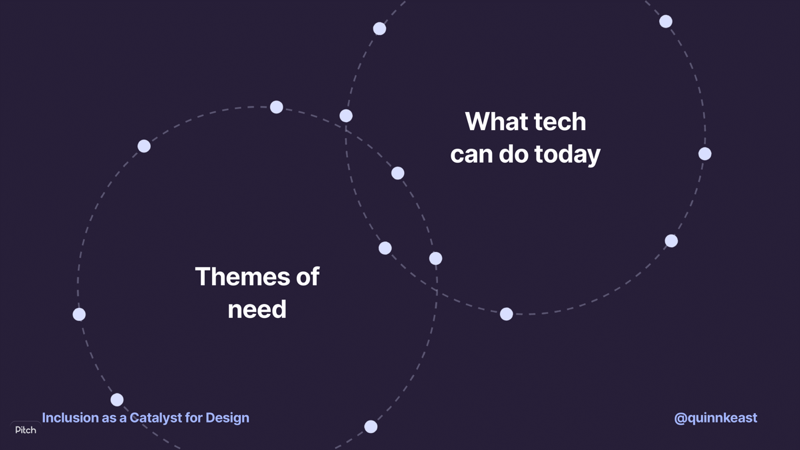 What tech
can do today
Themes of
need
Inclusion as a Catalyst for Design
@quinnkeast
Pitch